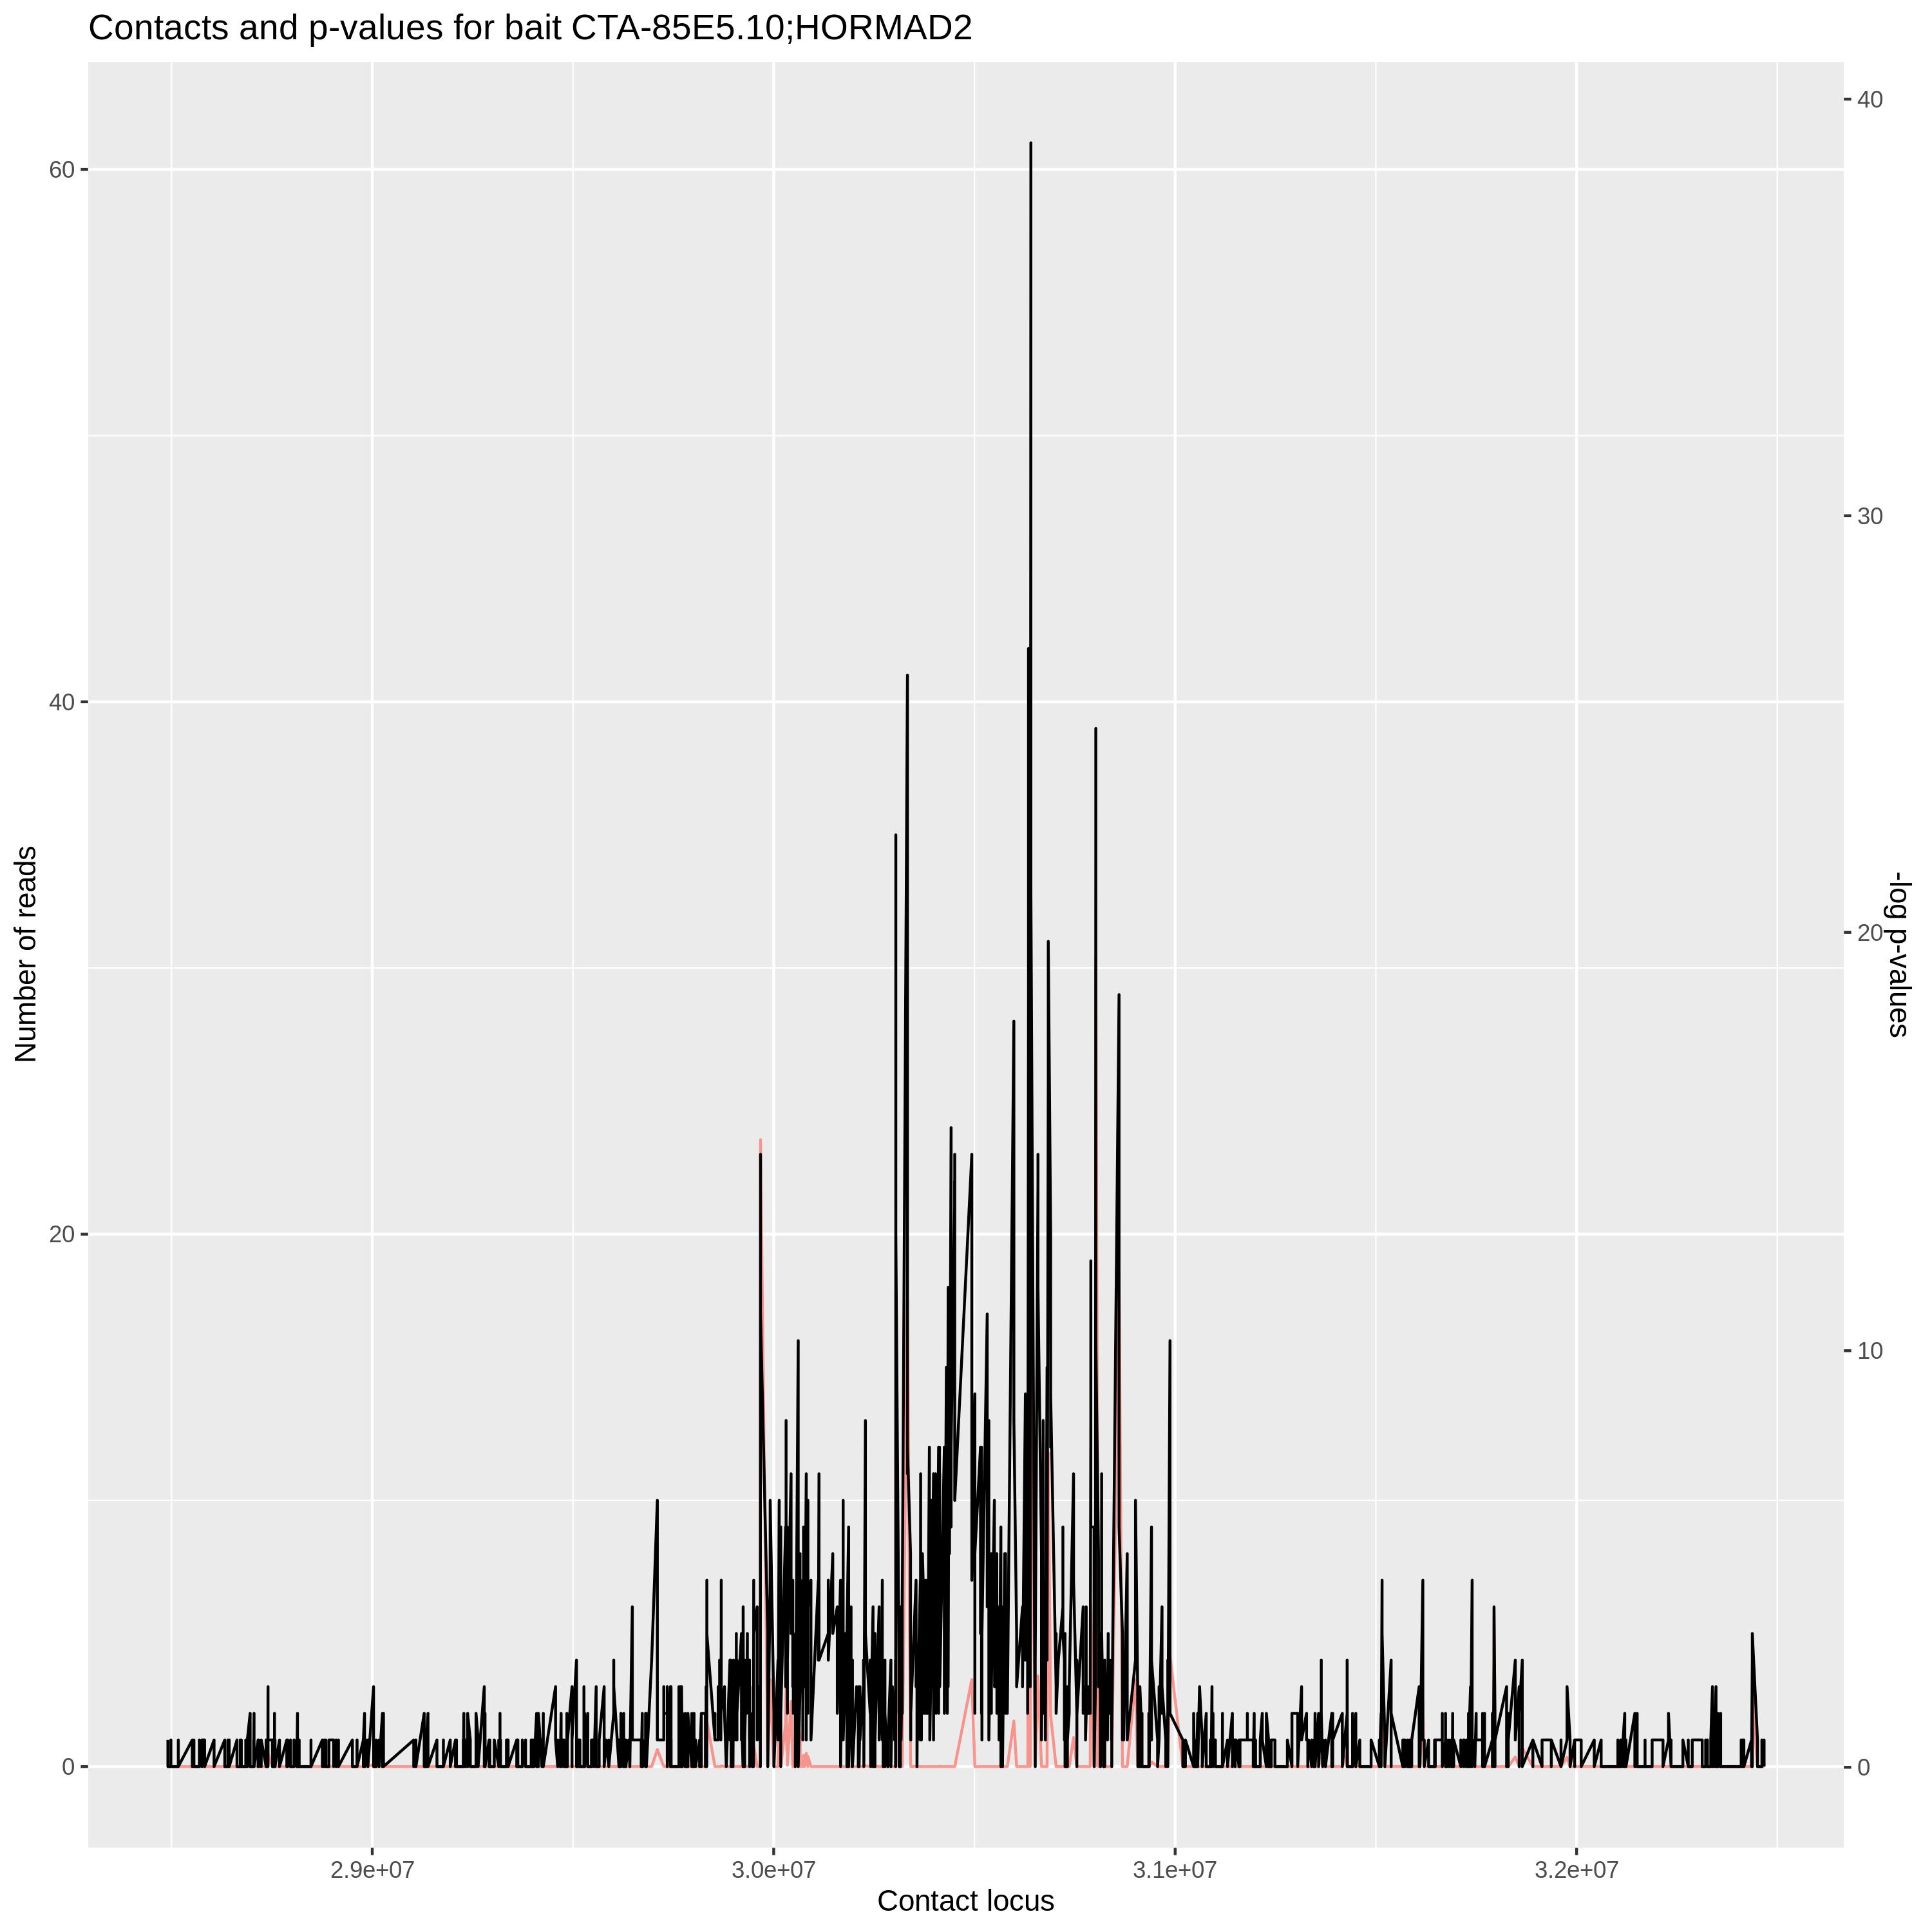 Contacts and p-values for bait CTA-85E5.10;HORMAD2
Number of reads
60
40
20
0
40
30
20
10
0
-log p-values
2.9e+07
3.0e+07
3.1e+07
3.2e+07
Contact locus